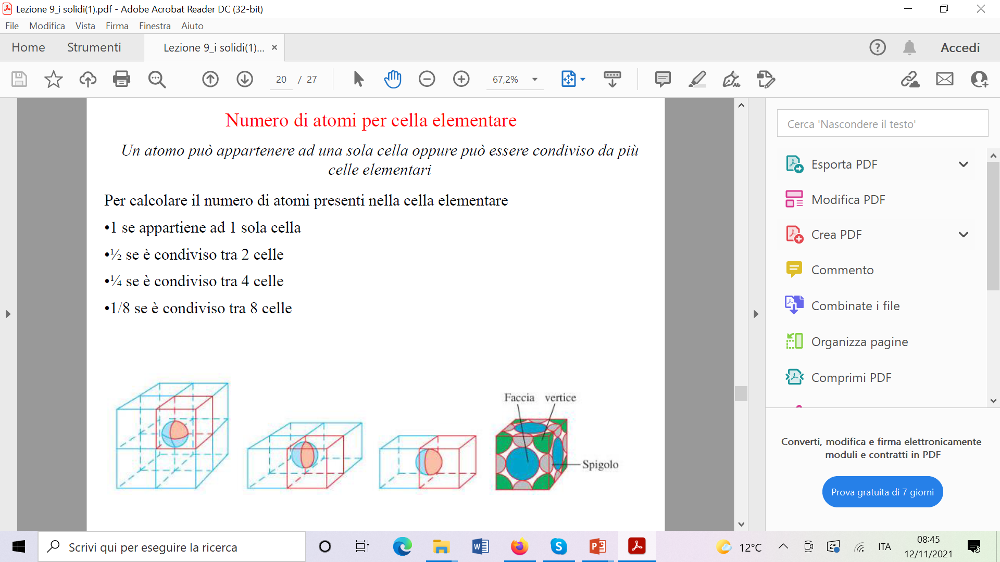 Lezione 9_i solidi(1).pdf - Adobe Acrobat Reader DC (32-bit)
File Modifica Vista Firma Finestra Aiuto
Home Strumenti Lezione 9_i solidi(1)... × Accedi
20 / 27 67,2%
Numero di atomi per cella elementare
Un atomo può appartenere ad una sola cella oppure può essere condiviso da più
celle elementari
Per calcolare il numero di atomi presenti nella cella elementare
•1 se appartiene ad 1 sola cella
•½ se è condiviso tra 2 celle
•¼ se è condiviso tra 4 celle
•1/8 se è condiviso tra 8 celle
Faccia vertice
Spigolo
Cerca 'Nascondere il testo'
Esporta PDF
Modifica PDF
Crea PDF
Commento
Combinate i file
Organizza pagine
Comprimi PDF
Converti, modifica e firma elettronicamente
moduli e contratti in PDF
Prova gratuita di 7 giorni
Scrivi qui per eseguire la ricerca
12°C
ITA
08:45
12/11/2021